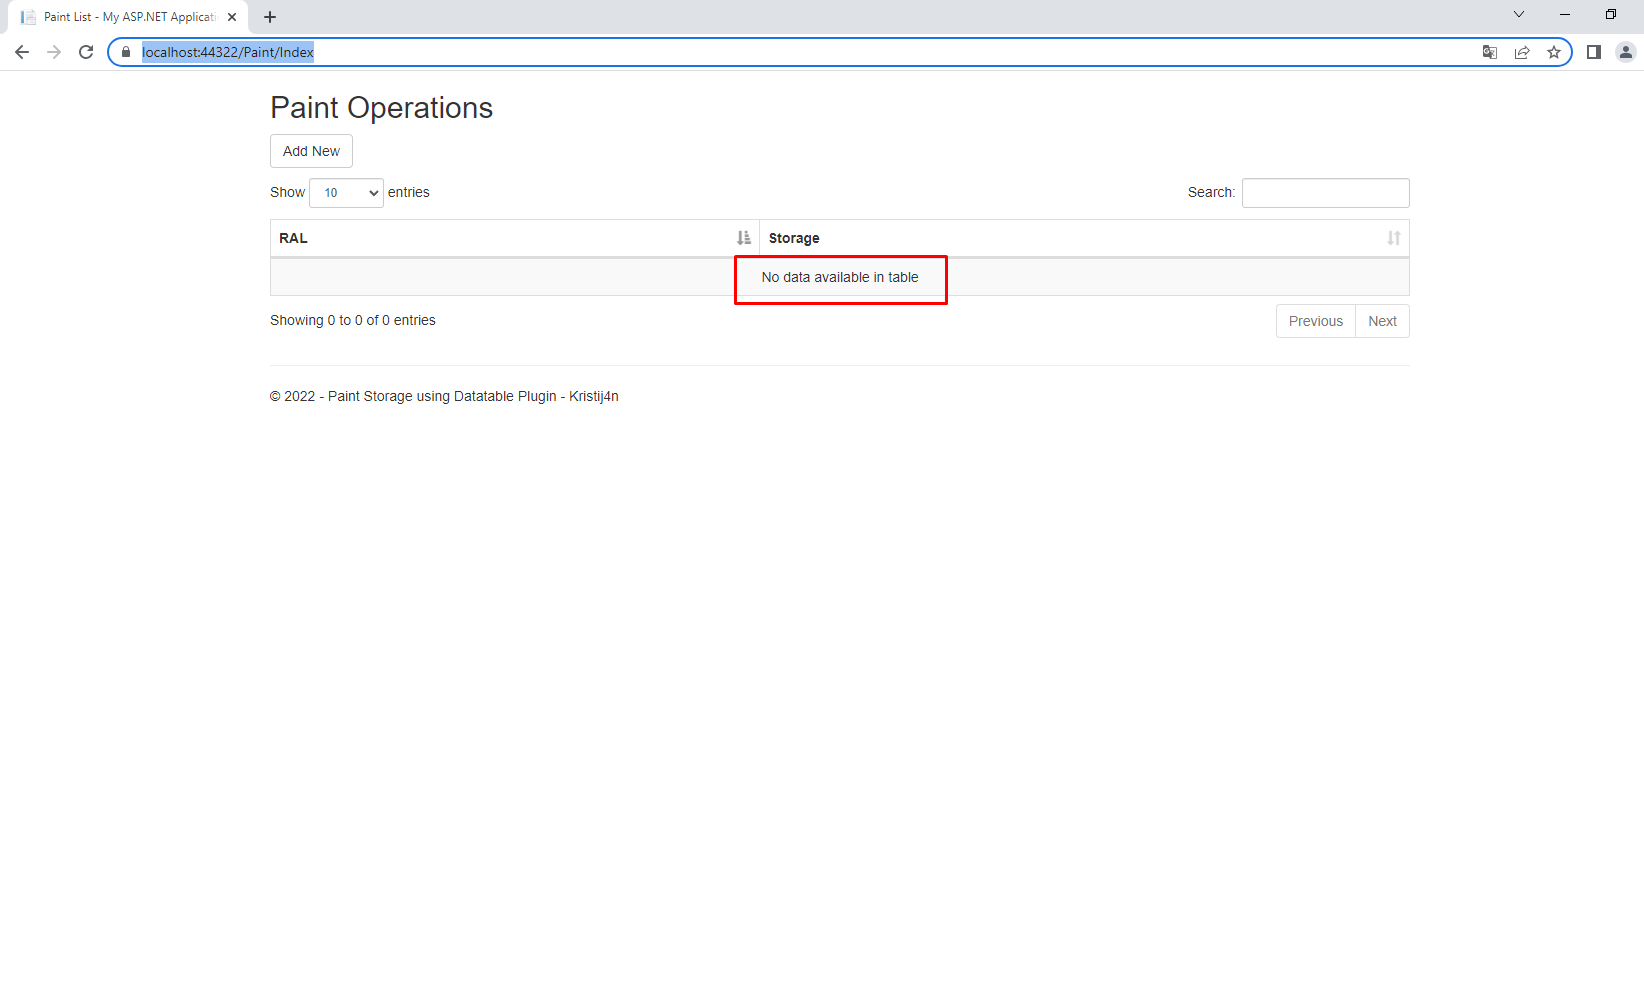 Paint List - My ASP.NET Applicati
localhost:44322/Paint/Index
Paint Operations
Add New
Show 10 entries
Search:
RAL Storage
No data available in table
Showing 0 to 0 of 0 entries
Previous Next
© 2022 - Paint Storage using Datatable Plugin - Kristij4n